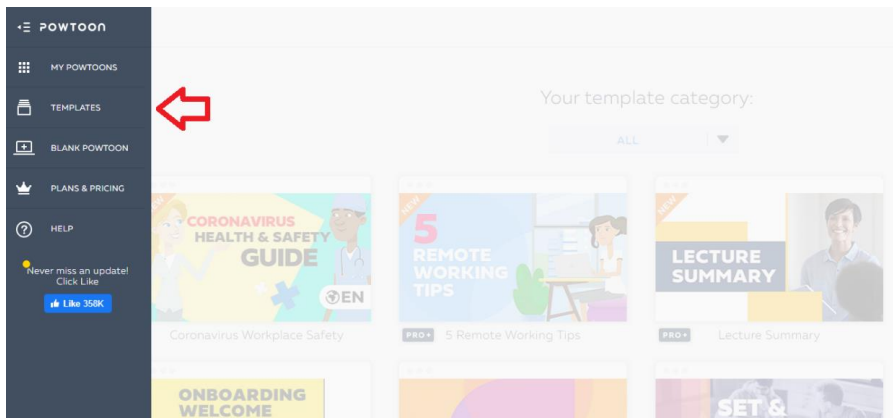 POWTOON
MY POWTOONS
TEMPLATES
BLANK POWTOON
PLANS & PRICING
HELP
Never miss an update!
Click Like
Like 358K
Your template category:
ALL
NEW
CORONAVIRUS
HEALTH & SAFETY
GUIDE
EN
Coronavirus Workplace Safety
NEW
5
REMOTE
WORKING
TIPS
PRO+ 5 Remote Working Tips
NEW
LECTURE
SUMMARY
PRO+ Lecture Summary
ONBOARDING
WELCOME
SET &